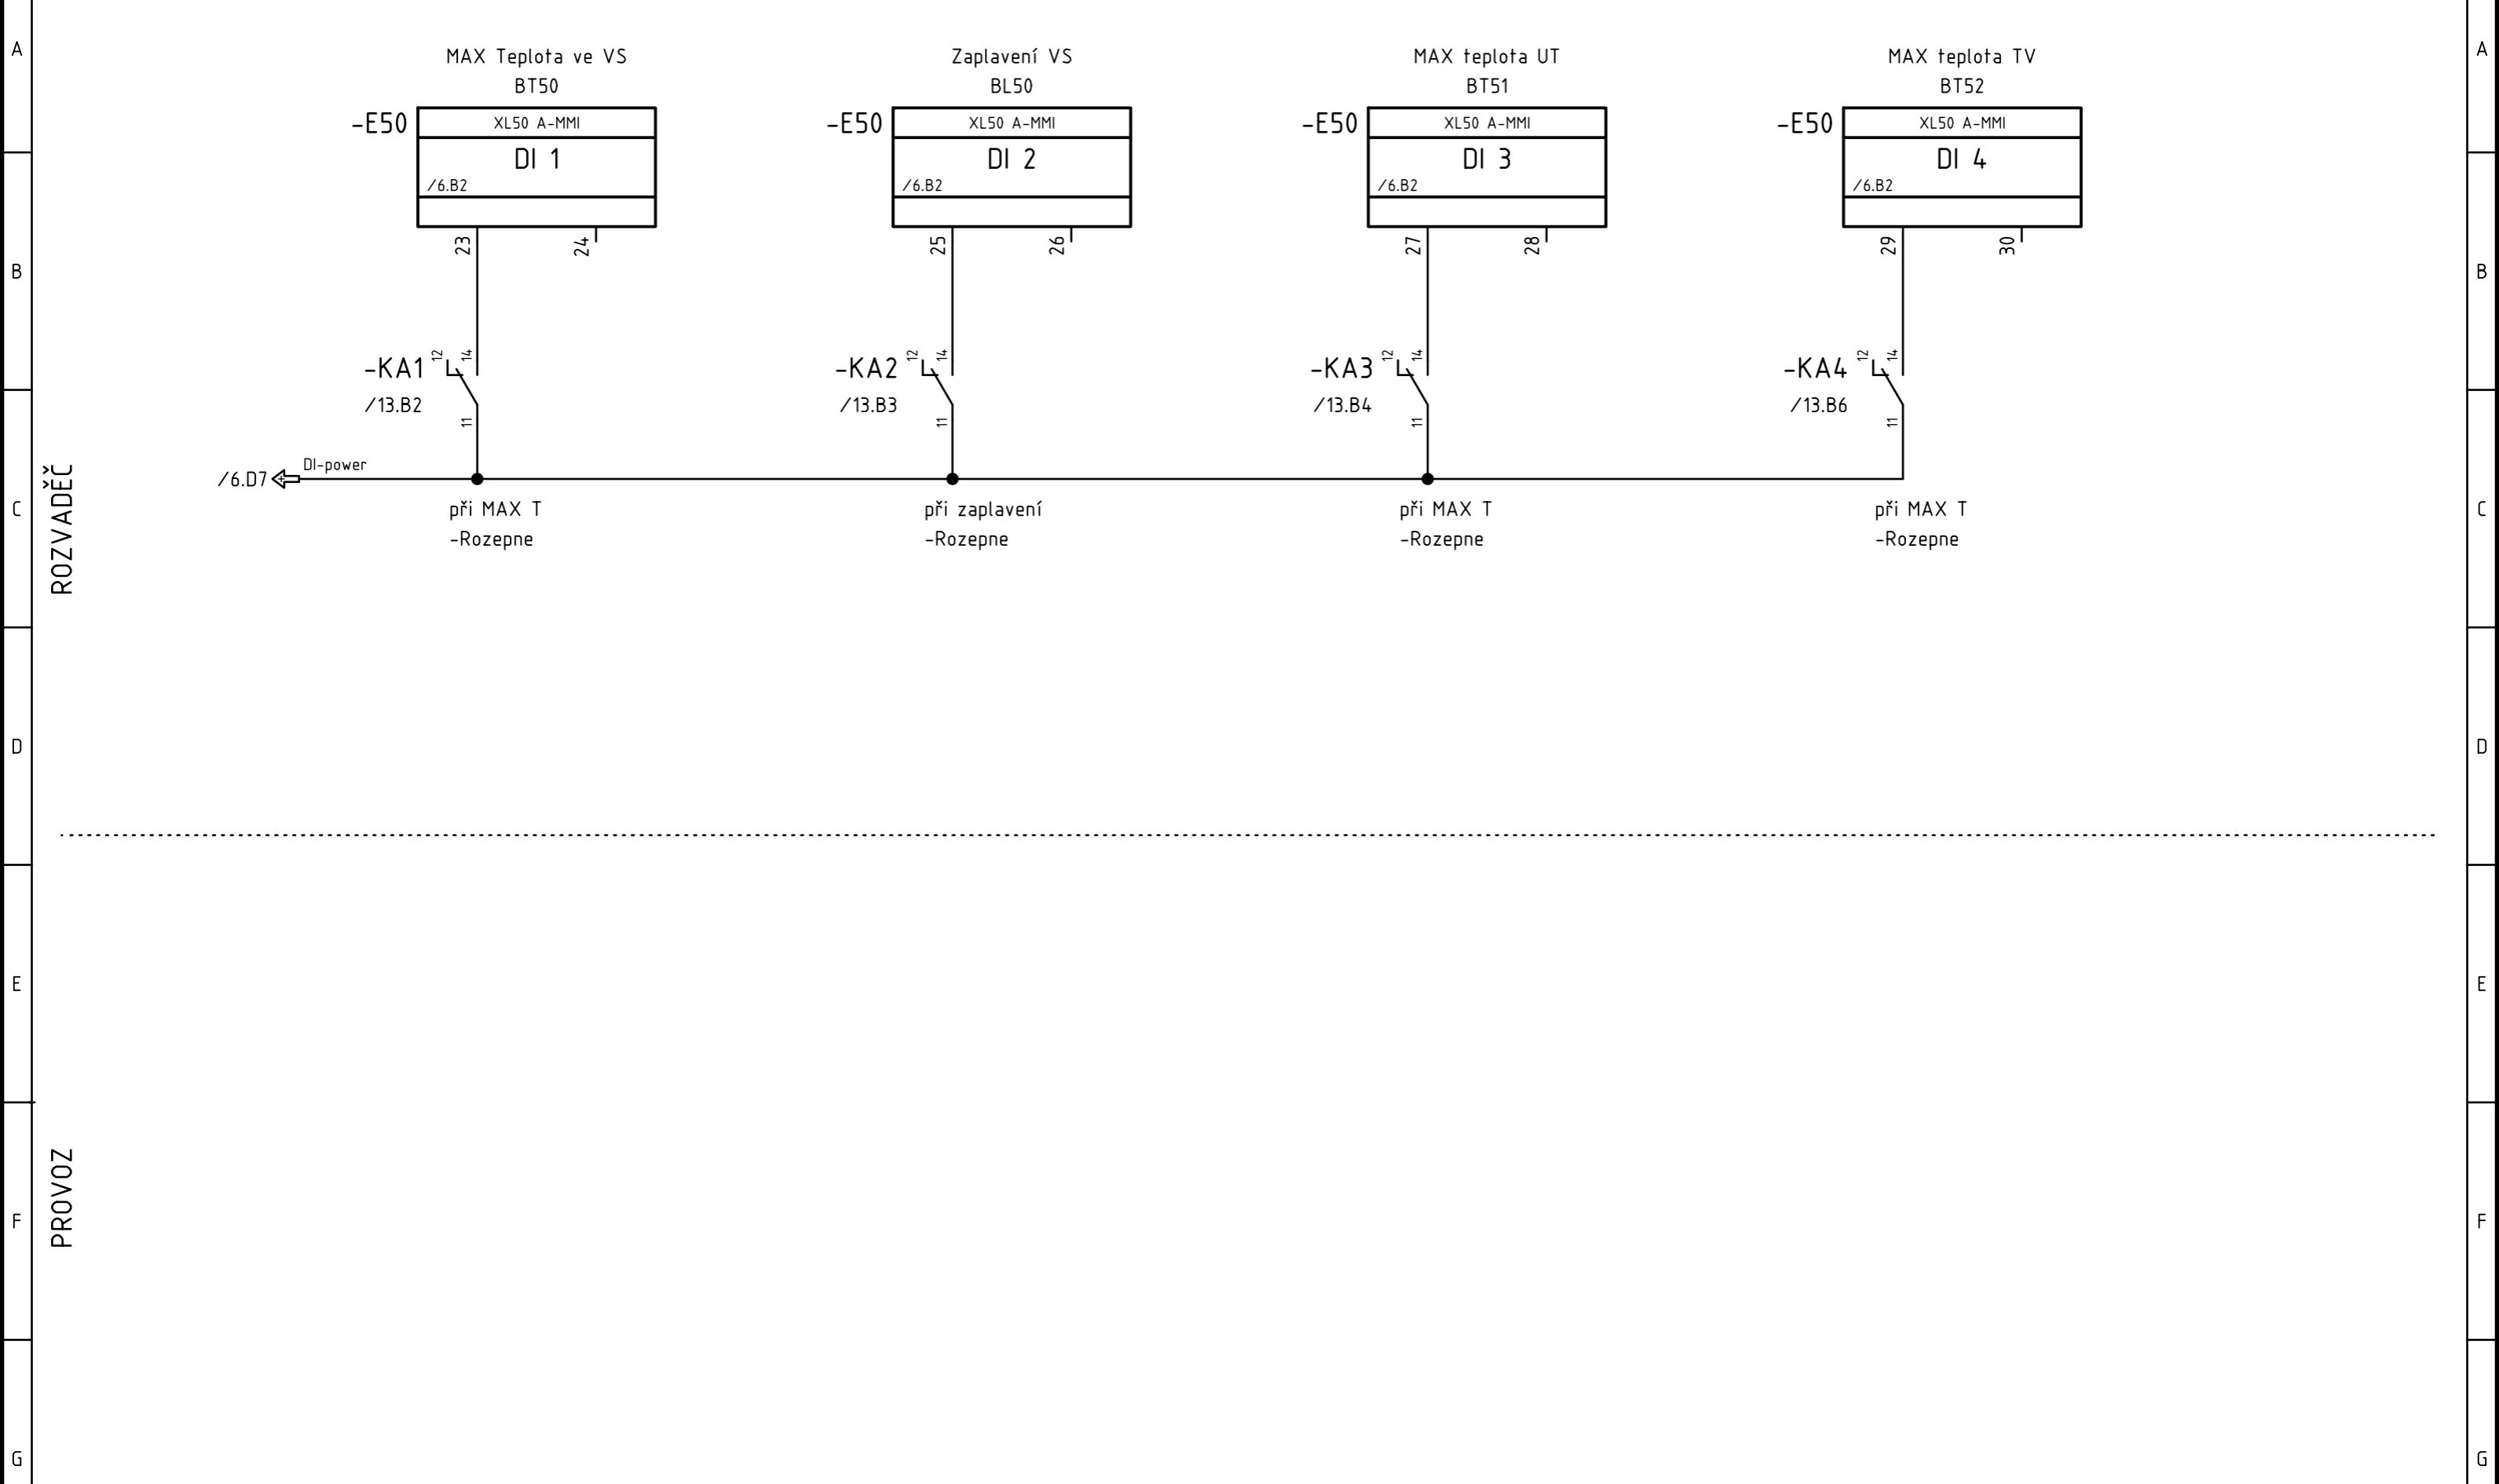 A
A
MAX Teplota ve VS
Zaplavení VS
MAX teplota UT
MAX teplota TV
BT50
BL50
BT51
BT52
-E50
XL50 A-MMI
-E50
XL50 A-MMI
-E50
XL50 A-MMI
-E50
XL50 A-MMI
DI 1
DI 2
DI 3
DI 4
/6.B2
/6.B2
/6.B2
/6.B2
23
24
25
26
27
28
29
30
B
B
-KA1
12
14
-KA2
12
14
-KA3
12
14
-KA4
12
14
/13.B2
11
/13.B3
11
/13.B4
11
/13.B6
11
/6.D7
DI-power
ROZVADĚČ
C
C
při MAX T
při zaplavení
při MAX T
při MAX T
-Rozepne
-Rozepne
-Rozepne
-Rozepne
D
D
E
E
PROVOZ
F
F
G
G